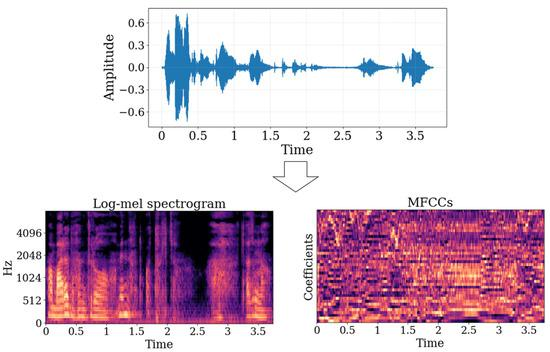 Amplitude
0.6
0.3
0.0
−0.3
−0.6
0 0.5 1 1.5 2 2.5 3 3.5
Time
Log-mel spectrogram
Hz
4096
2048
1024
512
0
0 0.5 1 1.5 2 2.5 3 3.5
Time
MFCCs
Coefficients
0 0.5 1 1.5 2 2.5 3 3.5
Time